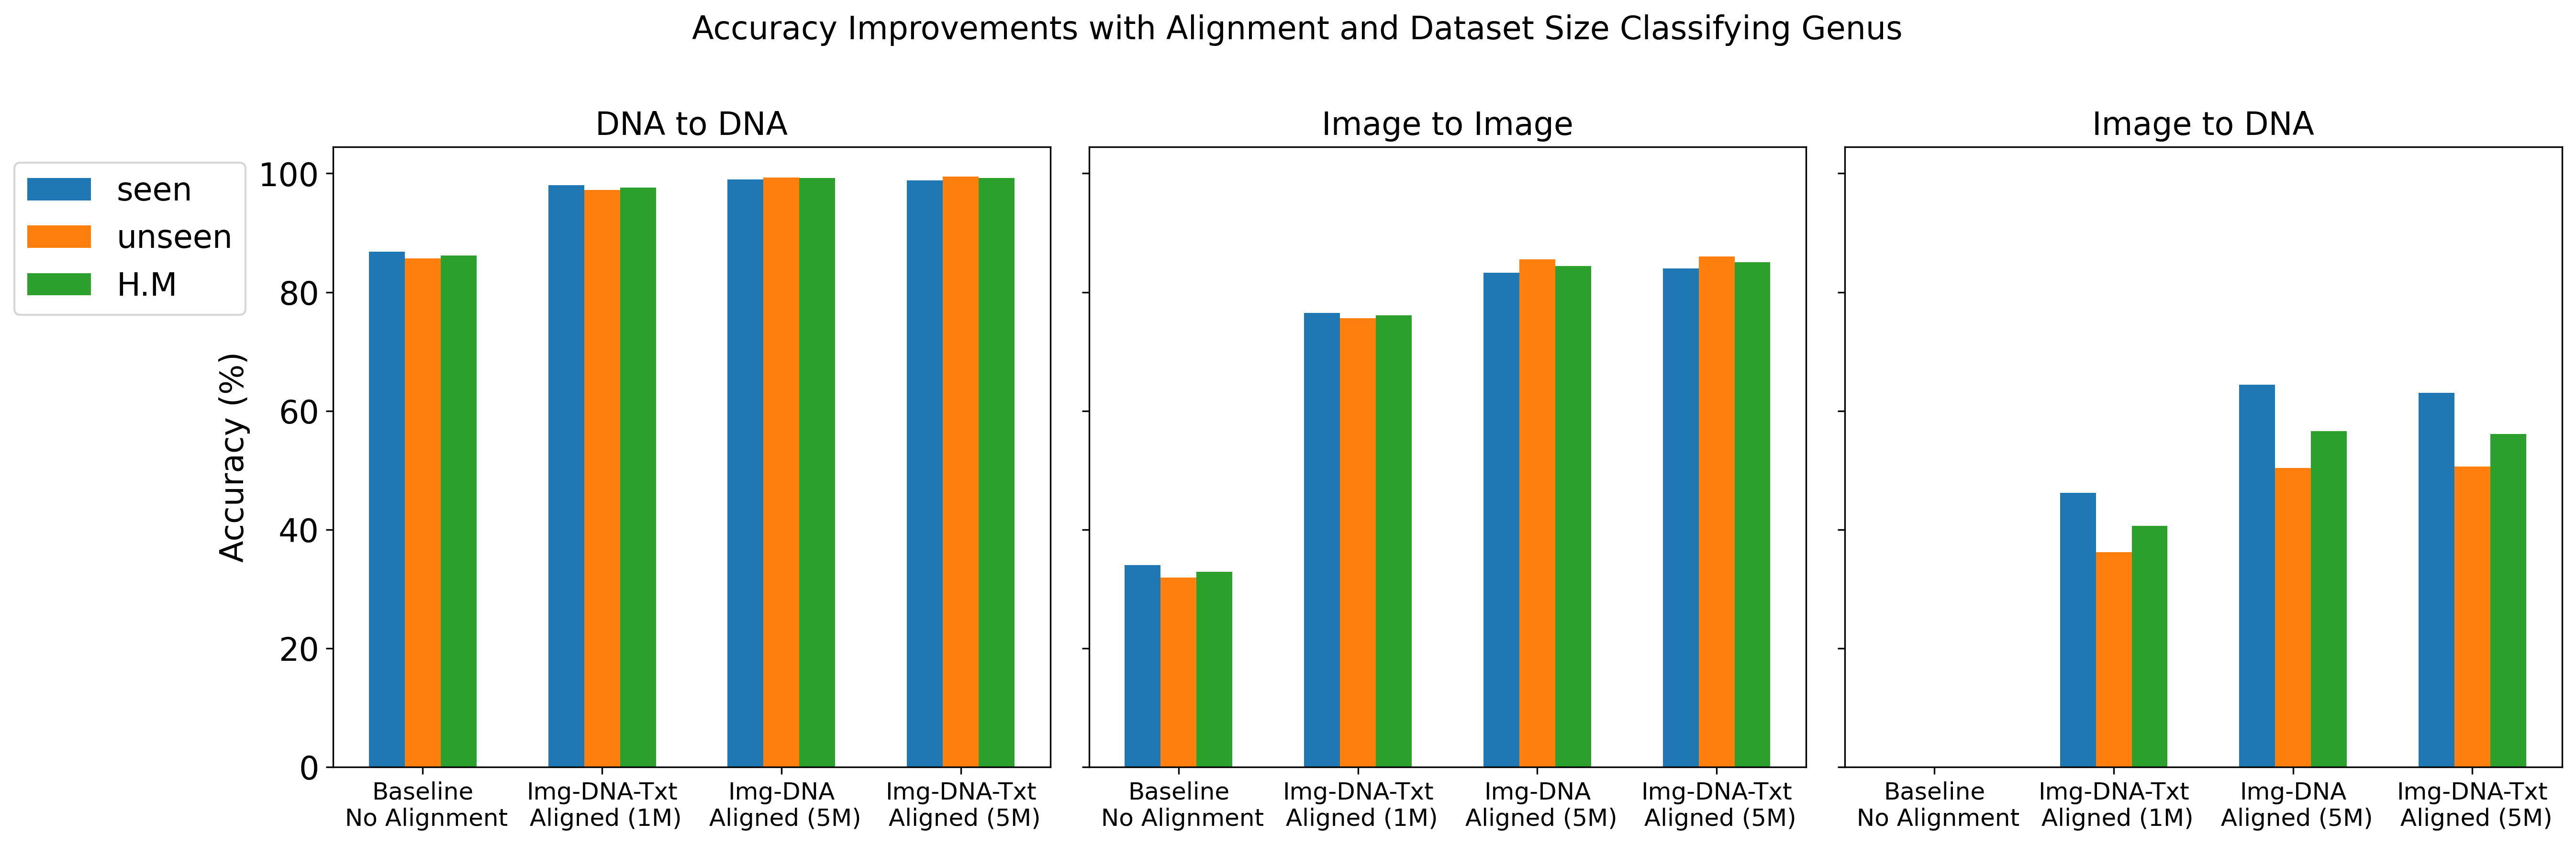 Accuracy Improvements with Alignment and Dataset Size Classifying Genus
DNA to DNA
Image to Image
Image to DNA
seen
unseen
H.M
Accuracy (%)
100
80
60
40
20
0
Baseline
No Alignment
Img-DNA-Txt
Aligned (1M)
Img-DNA
Aligned (5M)
Img-DNA-Txt
Aligned (5M)
Baseline
No Alignment
Img-DNA-Txt
Aligned (1M)
Img-DNA
Aligned (5M)
Img-DNA-Txt
Aligned (5M)
Baseline
No Alignment
Img-DNA-Txt
Aligned (1M)
Img-DNA
Aligned (5M)
Img-DNA-Txt
Aligned (5M)